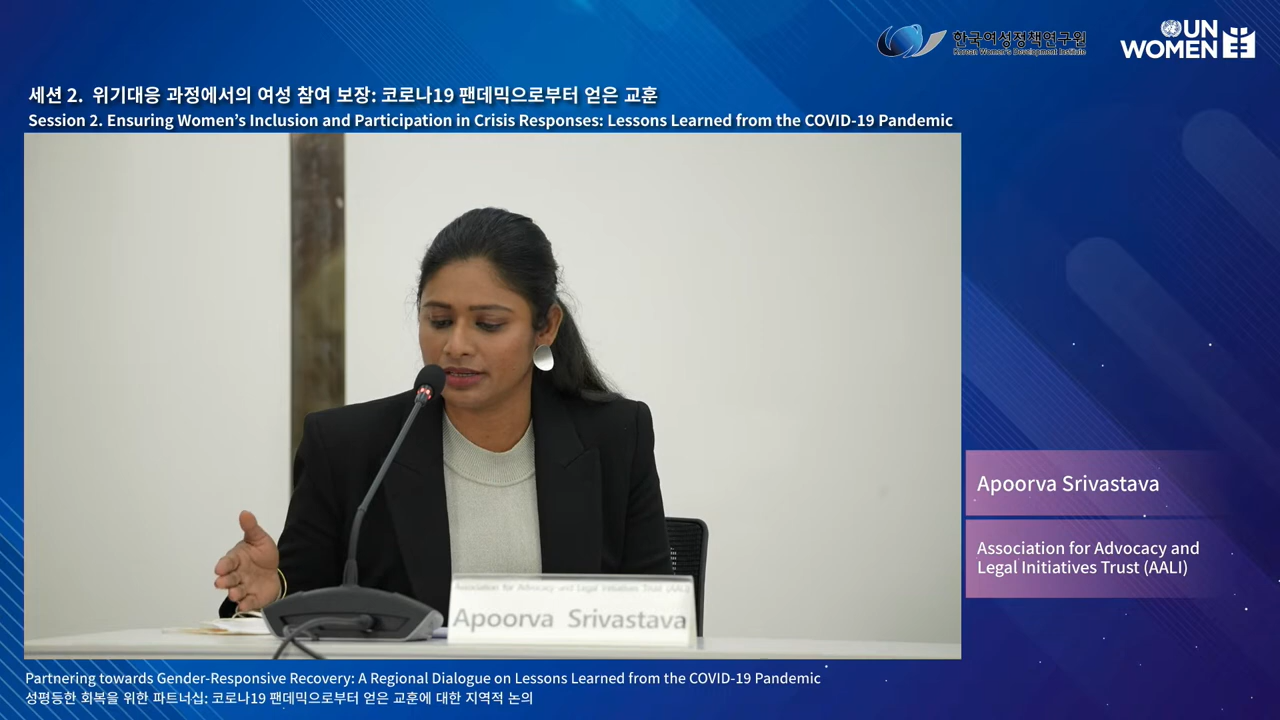 한국여성정책연구원
Korean Women's Development Institute
UN
WOMEN
세션 2. 위기대응 과정에서의 여성 참여 보장: 코로나19 팬데믹으로부터 얻은 교훈
Session 2. Ensuring Women's Inclusion and Participation in Crisis Responses: Lessons Learned from the COVID-19 Pandemic
Apoorva Srivastava
Association for Advocacy and
Legal Initiatives Trust (AALI)
Association for Advocacy and Legal Initiatives Trust (AALI)
Apoorva Srivastava
Partnering towards Gender-Responsive Recovery: A Regional Dialogue on Lessons Learned from the COVID-19 Pandemic
성평등한 회복을 위한 파트너십: 코로나19 팬데믹으로부터 얻은 교훈에 대한 지역적 논의